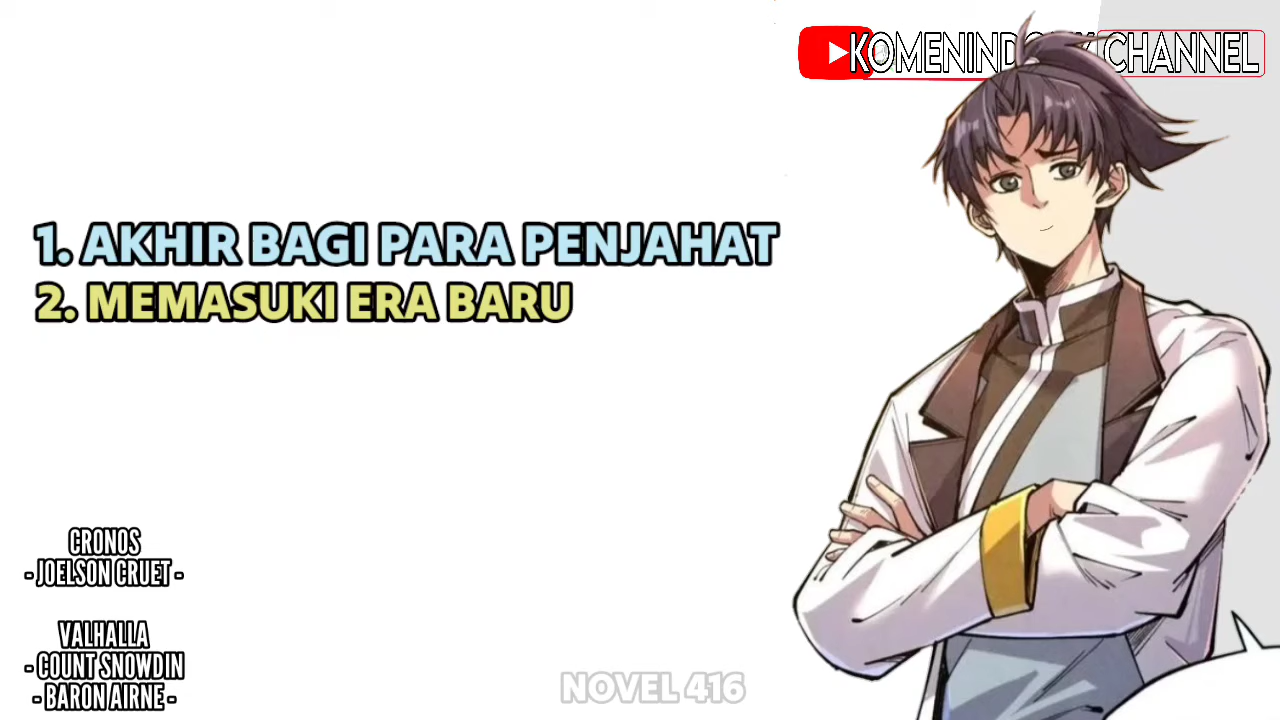 CHANNEL
1. AKHIR BAGI PARA PENJAHAT
2. MEMASUKI ERA BARU
CRONOS
- JOELSON CRUET -
VALHALLA
- COUNT SNOWDIN
- BARON AIRNE -
NOVEL 416